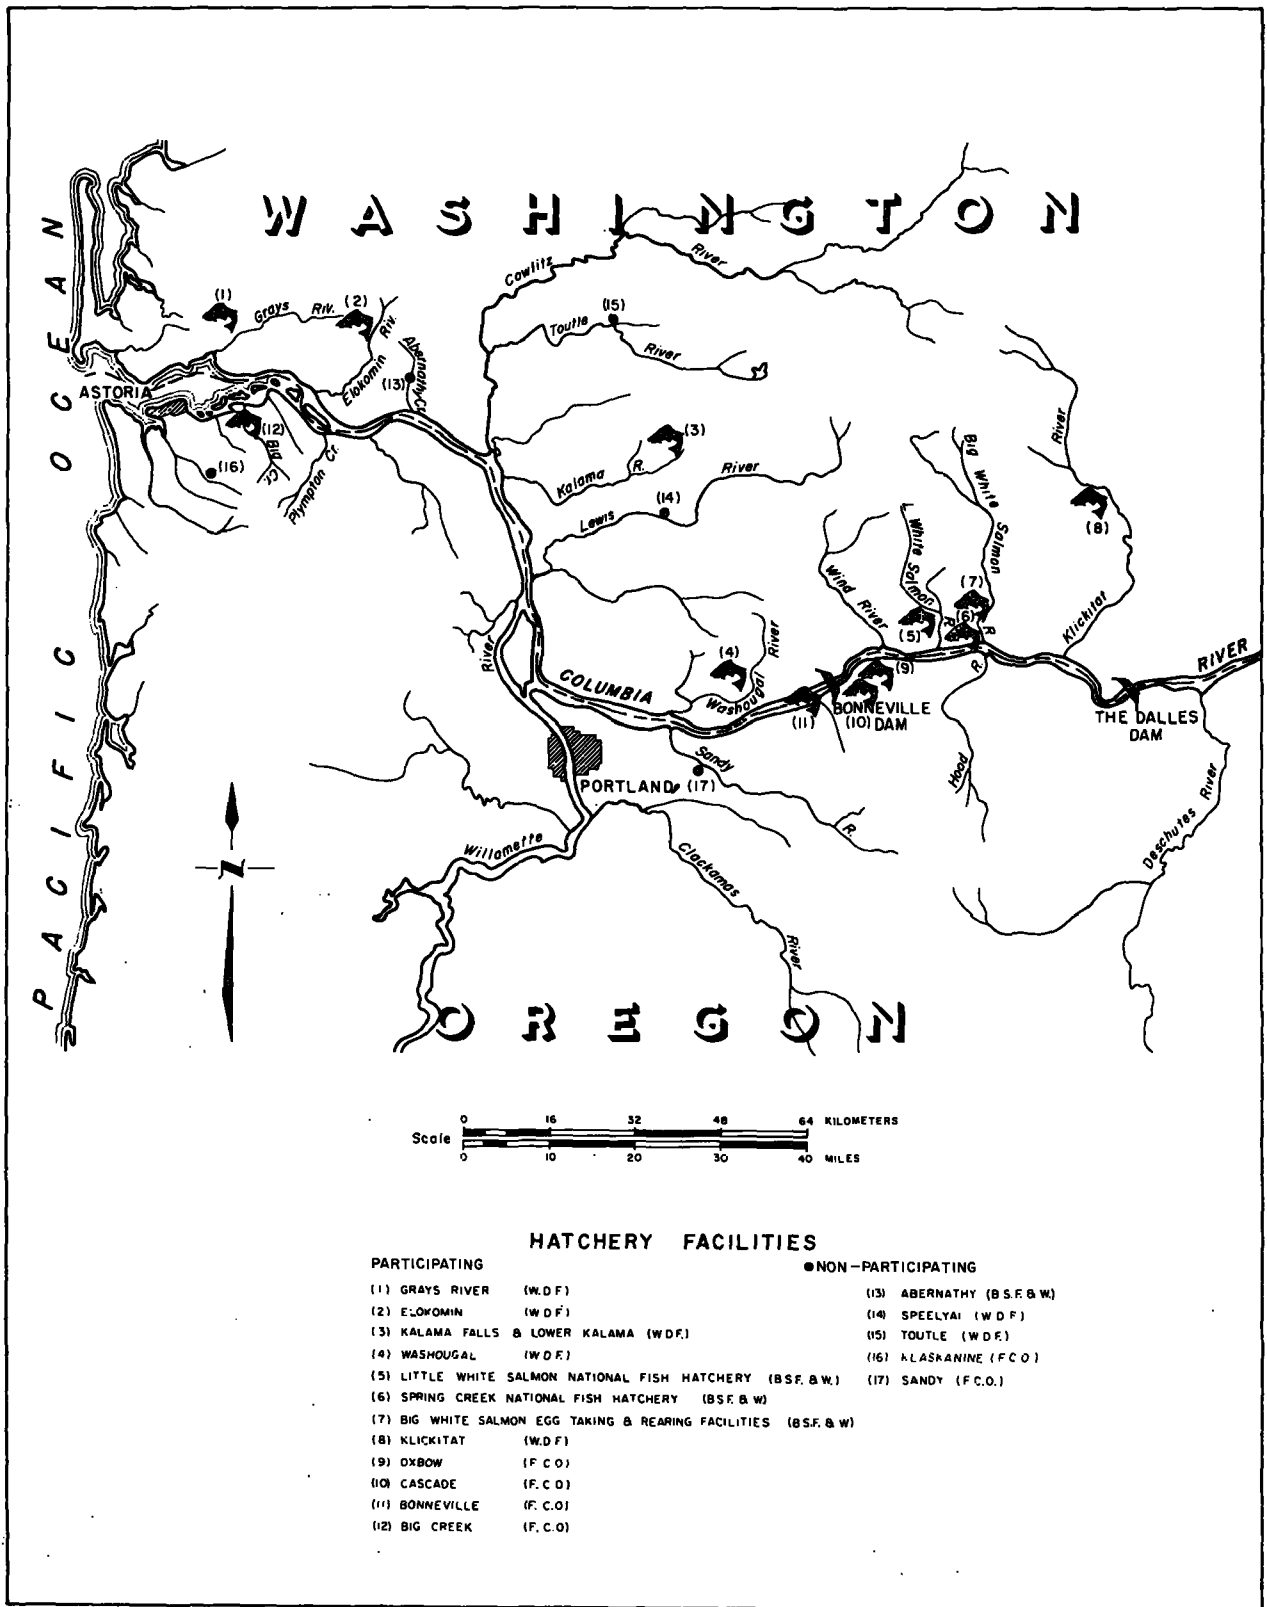 WASHINGTON
PACIFIC OCEAN
Cowlitz River
(1)
Grays Riv.
(2)
(15)
Toutle River
Elokomin Riv.
Abernathy Cr.
(13)
ASTORIA
(12)
Big Cr.
(16)
Plympton Cr.
(3)
Kalama R.
(14)
Lewis River
River
Klickitat
(8)
Big White Salmon R.
L. White Salmon R.
Wind River
(7)
(6)
(5)
(4)
Washougal River
River
COLUMBIA
RIVER
(9)
BONNEVILLE
(10) DAM
(11)
R.
Hood
THE DALLES
DAM
Sandy
R.
PORTLAND
(17)
Willamette
Clackamas
River
Deschutes River
N
OREGON
0 16 32 48 64 KILOMETERS
Scale
0 10 20 30 40 MILES
HATCHERY FACILITIES
PARTICIPATING
(1) GRAYS RIVER (W.D F)
(2) ELOKOMIN (W D F)
(3) KALAMA FALLS & LOWER KALAMA (W D F.)
(4) WASHOUGAL (W D F.)
(5) LITTLE WHITE SALMON NATIONAL FISH HATCHERY (B S.F. & W.)
(6) SPRING CREEK NATIONAL FISH HATCHERY (B S F. & W)
(7) BIG WHITE SALMON EGG TAKING & REARING FACILITIES (B S.F. & W)
(8) KLICKITAT (W.D F)
(9) OXBOW (F C O)
(10) CASCADE (F. C O)
(11) BONNEVILLE (F. C.O)
(12) BIG CREEK (F. C.O)
●NON-PARTICIPATING
(13) ABERNATHY (B S.F. & W.)
(14) SPEELYAI (W D F)
(15) TOUTLE (W D F.)
(16) KLASKANINE (F C O)
(17) SANDY (F C.O.)